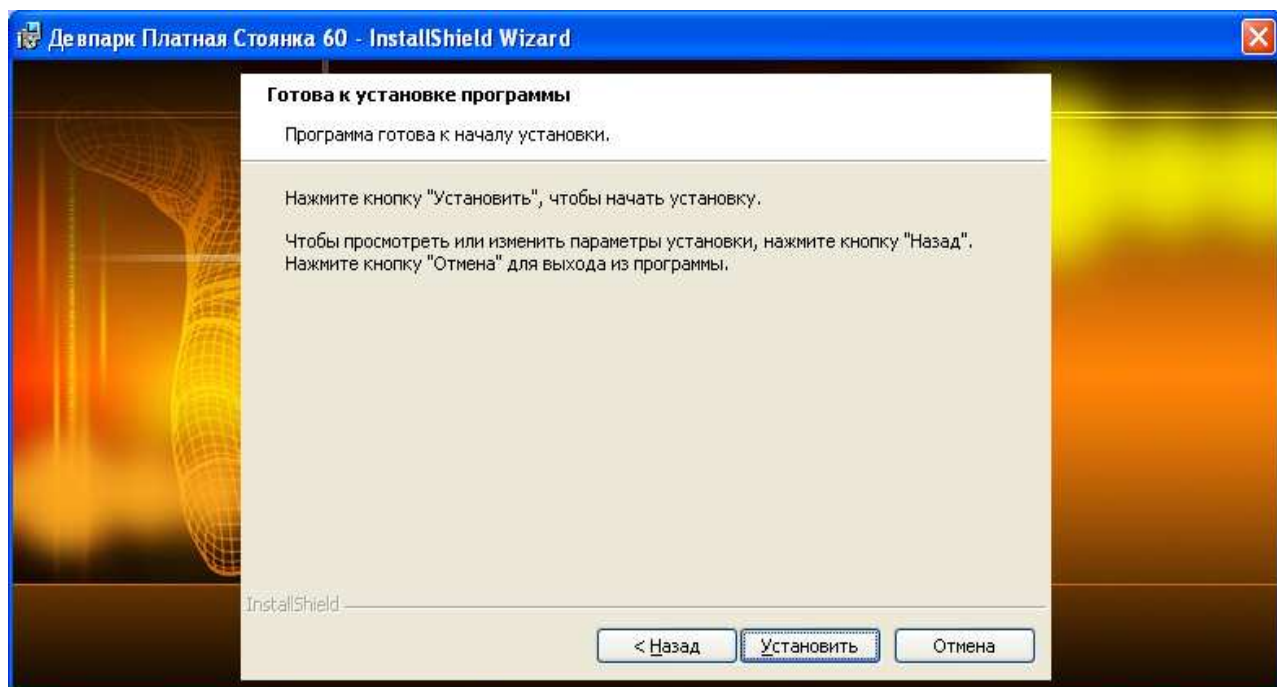 Девпарк Платная Стоянка 60 - InstallShield Wizard
Готова к установке программы
Программа готова к началу установки.
Нажмите кнопку "Установить", чтобы начать установку.
Чтобы просмотреть или изменить параметры установки, нажмите кнопку "Назад".
Нажмите кнопку "Отмена" для выхода из программы.
InstallShield
< Назад Установить Отмена